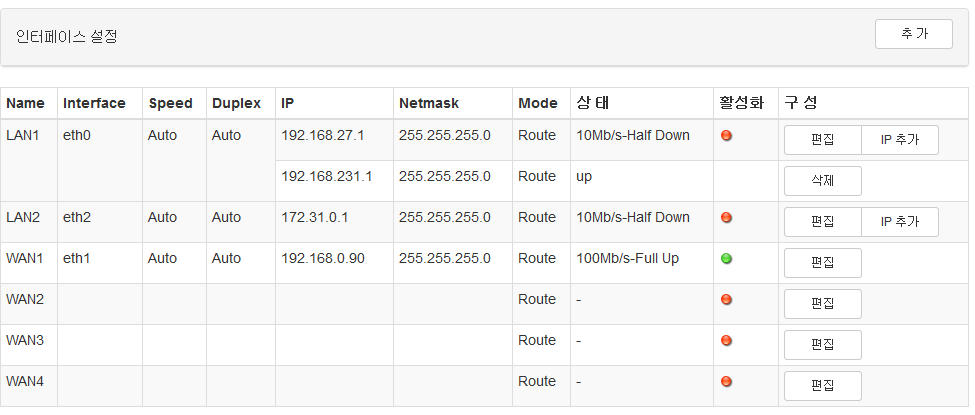 인터페이스 설정
추 가
Name Interface Speed Duplex IP Netmask Mode 상 태 활성화 구 성
LAN1 eth0 Auto Auto 192.168.27.1 255.255.255.0 Route 10Mb/s-Half Down 편집 IP 추가
192.168.231.1 255.255.255.0 Route up 삭제
LAN2 eth2 Auto Auto 172.31.0.1 255.255.255.0 Route 10Mb/s-Half Down 편집 IP 추가
WAN1 eth1 Auto Auto 192.168.0.90 255.255.255.0 Route 100Mb/s-Full Up 편집
WAN2 Route - 편집
WAN3 Route - 편집
WAN4 Route - 편집